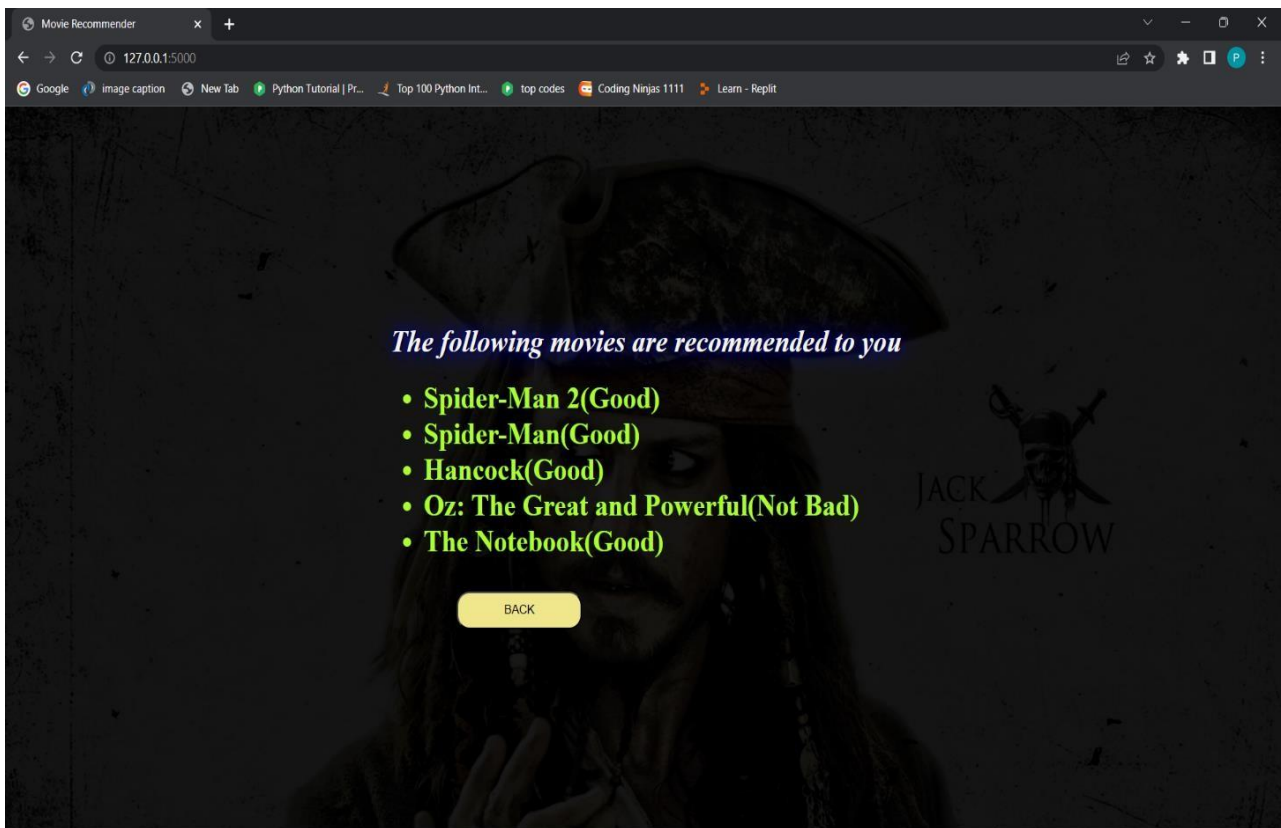 Movie Recommender
127.0.0.1:5000
Google image caption New Tab Python Tutorial | Pr... Top 100 Python Int... top codes Coding Ninjas 1111 Learn - Replit
P
The following movies are recommended to you
• Spider-Man 2(Good)
• Spider-Man(Good)
• Hancock(Good)
• Oz: The Great and Powerful(Not Bad)
• The Notebook(Good)
JACK
SPARROW
BACK